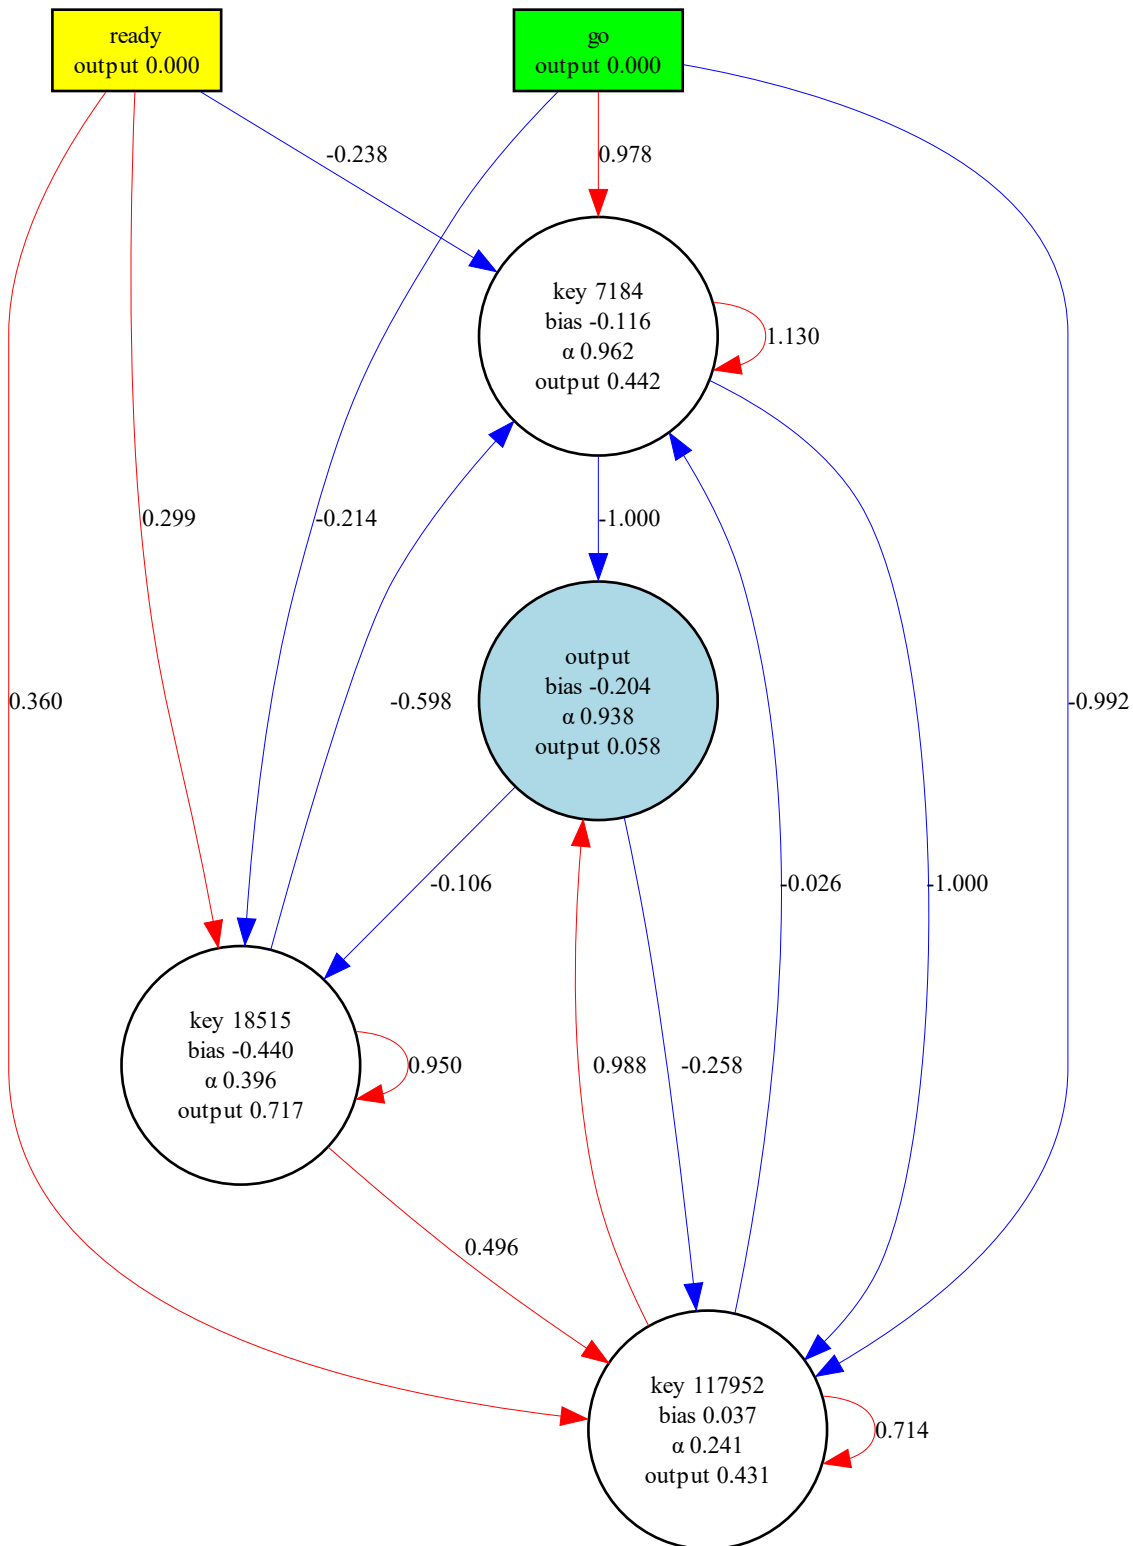 ready
output 0.000
go
output 0.000
-0.238
0.978
key 7184
bias -0.116
α 0.962
output 0.442
1.130
0.299
-0.214
-1.000
output
bias -0.204
α 0.938
output 0.058
0.360
-0.598
-0.992
-0.106
-0.026
-1.000
key 18515
bias -0.440
α 0.396
output 0.717
0.950
0.988
-0.258
0.496
key 117952
bias 0.037
α 0.241
output 0.431
0.714